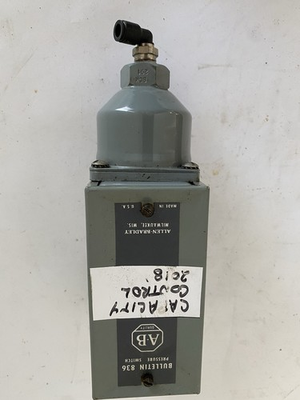 MADE IN
U.S.A
ALLEN-BRADLEY
MILWAUKEE, WIS.
CAPACITY
CONTROL
2018
AB
QUALITY
BULLETIN 836
PRESSURE SWITCH